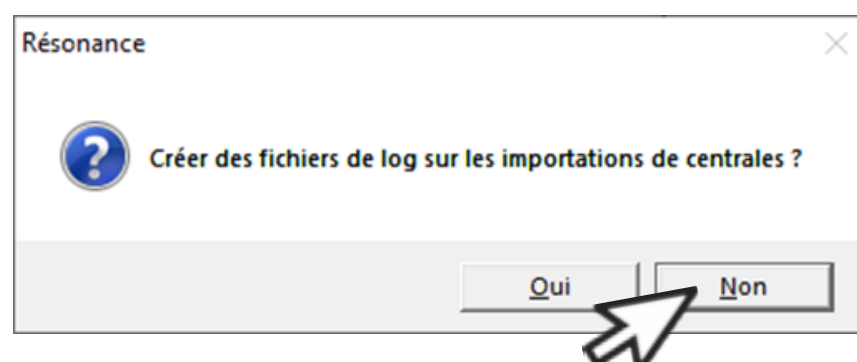 Résonance
Créer des fichiers de log sur les importations de centrales ?
Oui
Non